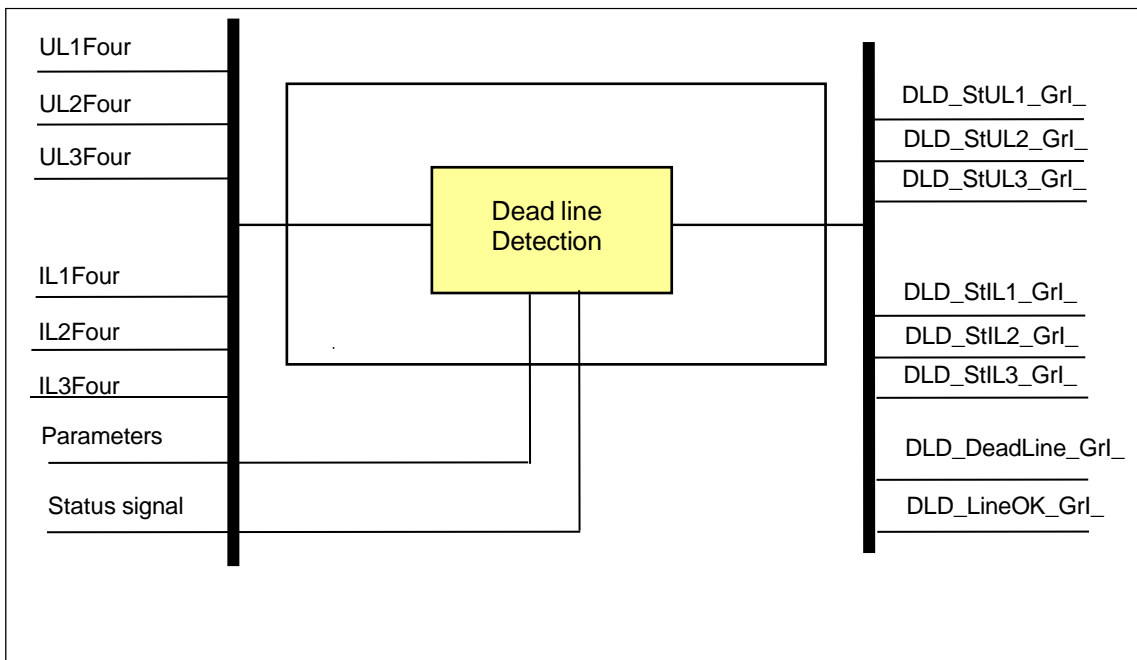 UL1Four
UL2Four
UL3Four
IL1Four
IL2Four
IL3Four
Parameters
Status signal
Dead line
Detection
DLD_StUL1_GrI_
DLD_StUL2_GrI_
DLD_StUL3_GrI_
DLD_StIL1_GrI_
DLD_StIL2_GrI_
DLD_StIL3_GrI_
DLD_DeadLine_GrI_
DLD_LineOK_GrI_